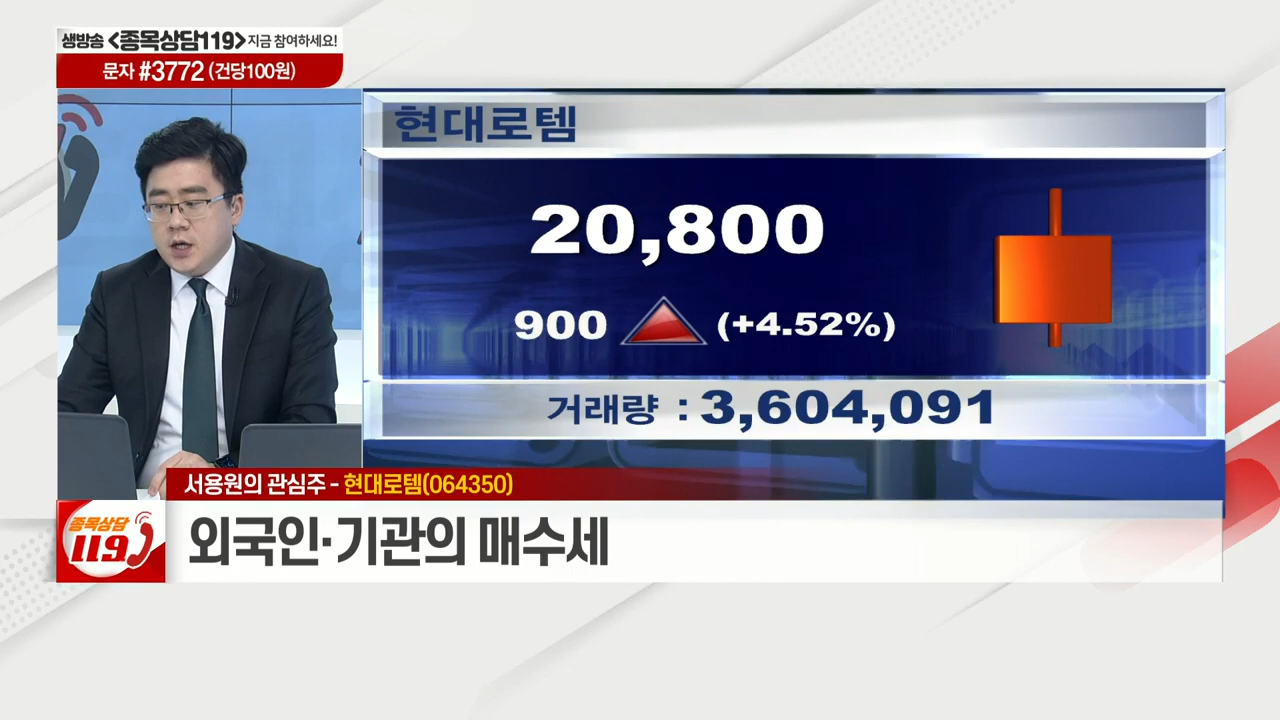 생방송 <종목상담119> 지금 참여하세요!
문자 #3772 (건당100원)
현대로템
20,800
900 (+4.52%)
거래량 : 3,604,091
서용원의 관심주 - 현대로템(064350)
종목상담
119
외국인·기관의 매수세